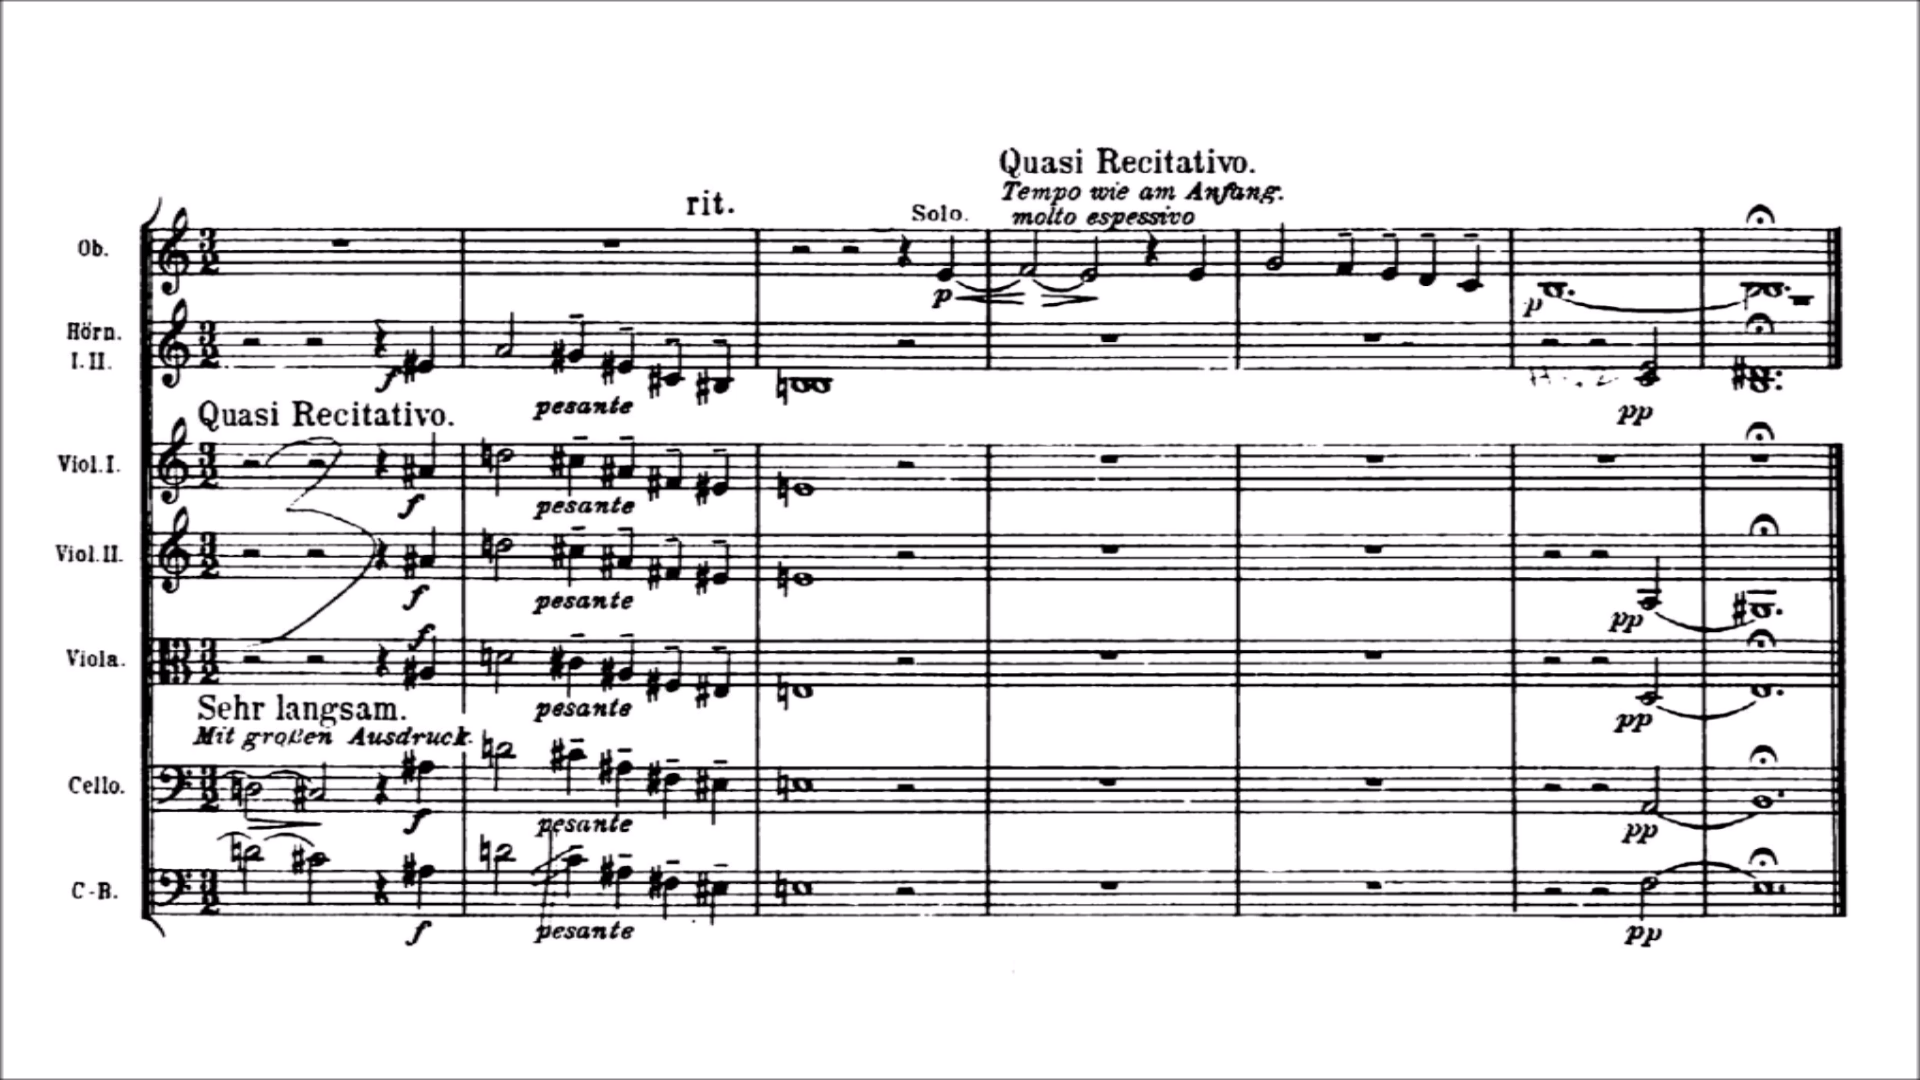 Quasi Recitativo.
Tempo wie am Anfang.
rit.
Solo.
molto espessivo
Ob.
p
p
Hörn.
I. II.
f
pesante
pp
Quasi Recitativo.
Viol. I.
f
pesante
Viol. II.
f
pesante
pp
f
Viola.
pesante
pp
Sehr langsam.
Mit großen Ausdruck.
Cello.
f
pesante
pp
C-B.
f
pesante
pp